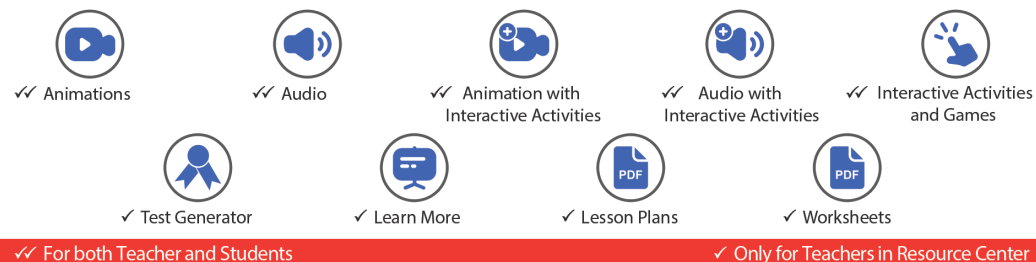 ✓✓ Animations
✓✓ Audio
✓✓ Animation with
Interactive Activities
✓✓ Audio with
Interactive Activities
✓✓ Interactive Activities
and Games
✓ Test Generator
✓ Learn More
PDF
✓ Lesson Plans
PDF
✓ Worksheets
✓✓ For both Teacher and Students
✓ Only for Teachers in Resource Center